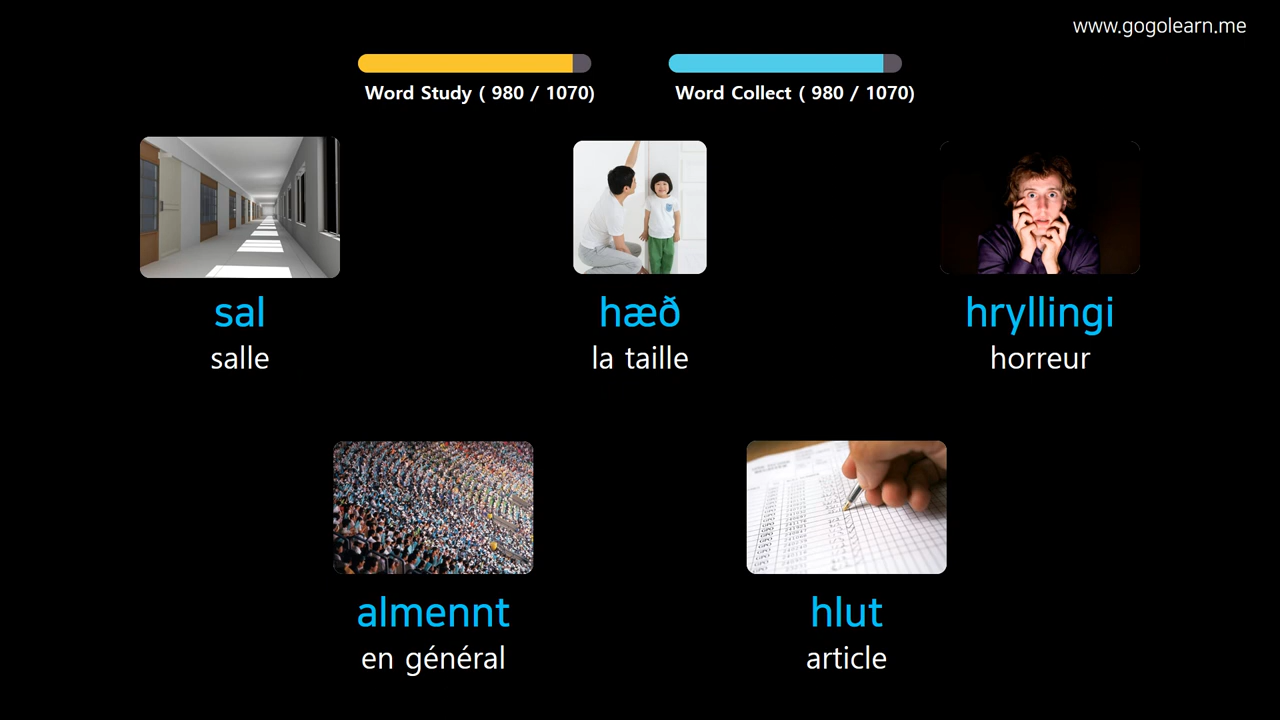 www.gogolearn.me
Word Study ( 980 / 1070)
Word Collect ( 980 / 1070)
sal
salle
hæð
la taille
hryllingi
horreur
almennt
en général
hlut
article